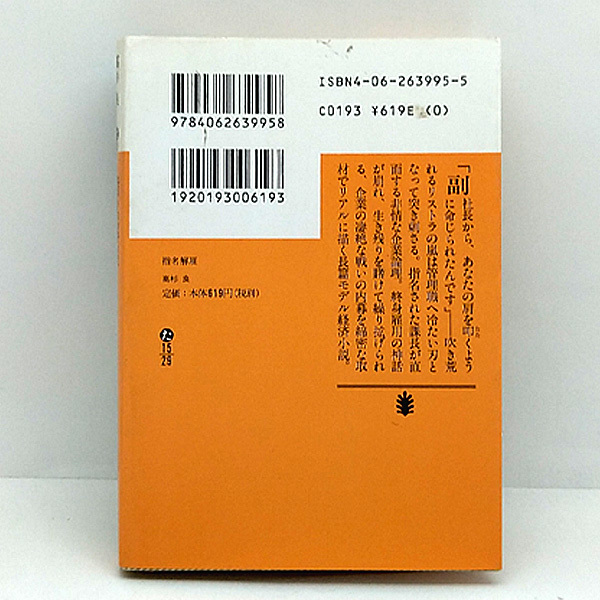 ISBN4-06-263995-5
C0193 ¥619E (0)
9784062639958
1920193006193
「副社長から、あなたの肩を叩くよう
に命じられたんです」――吹き荒
れるリストラの嵐は管理職へ冷たい刃と
なって突き刺さる。指名された課長が直
面する非情な企業論理。終身雇用の神話
が崩れ、生き残りを賭けて繰り拡げられ
る、企業の凄絶な戦いの内幕を綿密な取
材でリアルに描く長篇モデル経済小説。
指名解雇
高杉 良
定価:本体619円(税別)
た
15
29